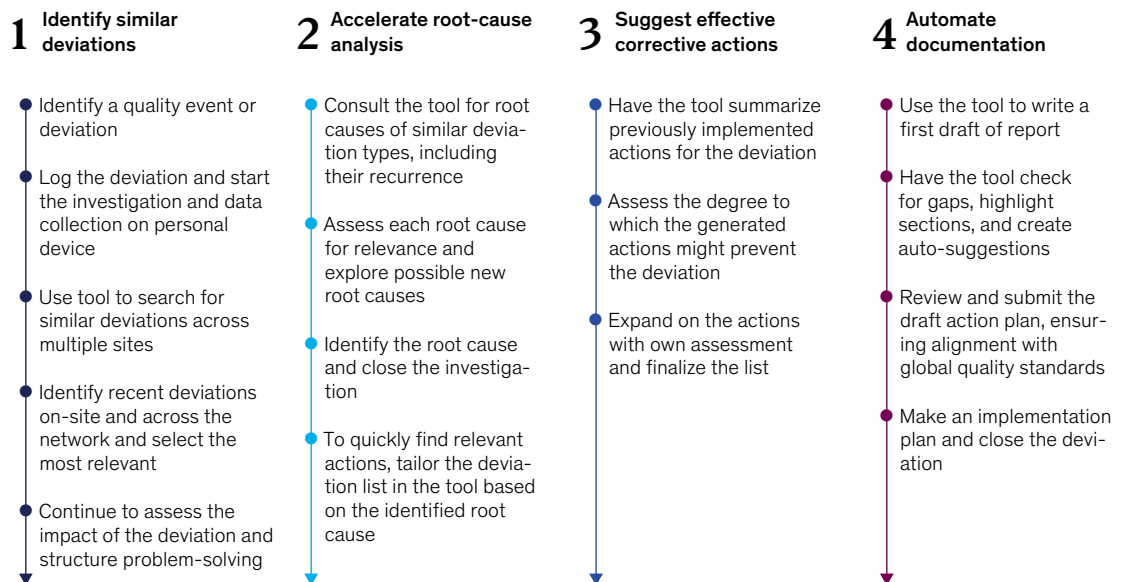 1 Identify similar
deviations
Identify a quality event or
deviation
Log the deviation and start
the investigation and data
collection on personal
device
Use tool to search for
similar deviations across
multiple sites
Identify recent deviations
on-site and across the
network and select the
most relevant
Continue to assess the
impact of the deviation and
structure problem-solving
2 Accelerate root-cause
analysis
Consult the tool for root
causes of similar devia-
tion types, including
their recurrence
Assess each root cause
for relevance and
explore possible new
root causes
Identify the root cause
and close the investiga-
tion
To quickly find relevant
actions, tailor the devia-
tion list in the tool based
on the identified root
cause
3 Suggest effective
corrective actions
Have the tool summarize
previously implemented
actions for the deviation
Assess the degree to
which the generated
actions might prevent
the deviation
Expand on the actions
with own assessment
and finalize the list
4 Automate
documentation
Use the tool to write a
first draft of report
Have the tool check
for gaps, highlight
sections, and create
auto-suggestions
Review and submit the
draft action plan, ensur-
ing alignment with
global quality standards
Make an implementation
plan and close the devi-
ation